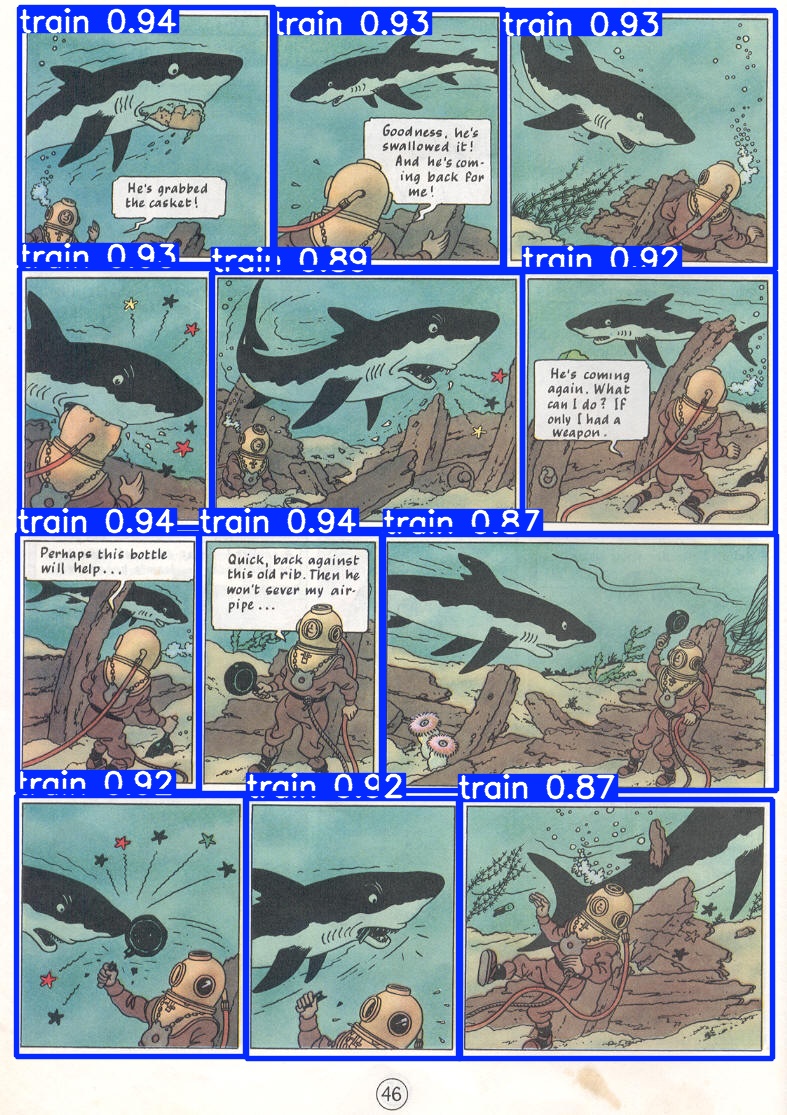 train 0.94
train 0.93
train 0.93
He's grabbed
the casket!
Goodness, he's
swallowed it!
And he's com-
ing back for
me!
train 0.93
train 0.89
train 0.92
He's coming
again. What
can I do? If
only I had a
weapon.
train 0.94
train 0.94
train 0.87
Perhaps this bottle
will help...
Quick, back against
this old rib. Then he
won't sever my air-
pipe...
train 0.92
train 0.92
train 0.87
46